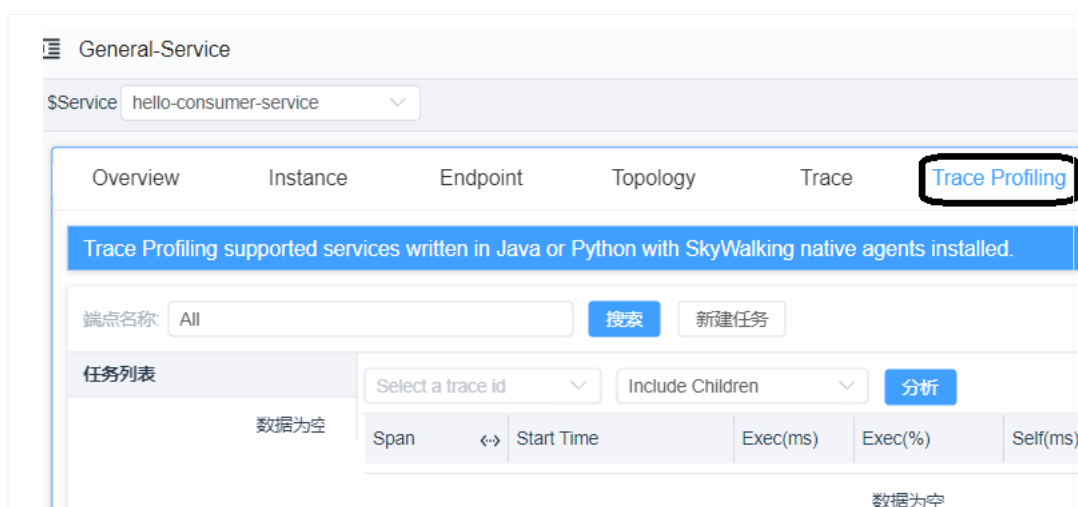 General-Service
$Service hello-consumer-service
Overview Instance Endpoint Topology Trace Trace Profiling
Trace Profiling supported services written in Java or Python with SkyWalking native agents installed.
端点名称: All 搜索 新建任务
任务列表
Select a trace id Include Children 分析
数据为空
Span Start Time Exec(ms) Exec(%) Self(ms)
数据为空